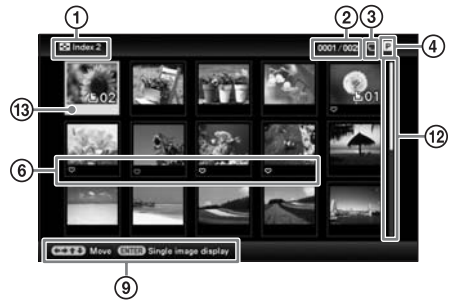 ① ② ③ ④
Index 2 0001 / 002 P
02 01
⑬
⑥ ⑫
Move ENTER Single image display
⑨